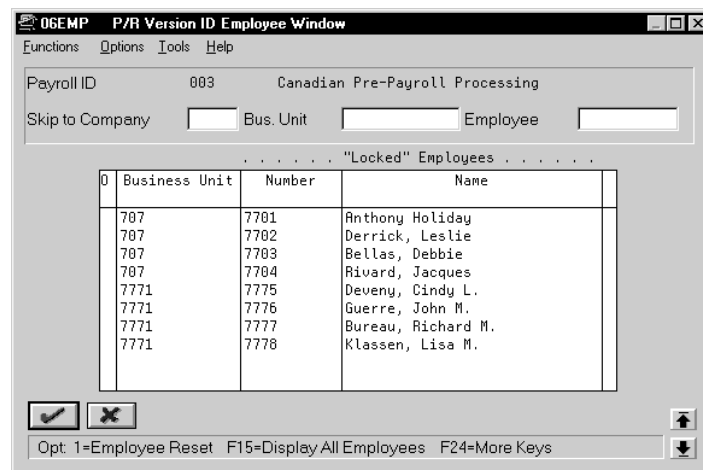 06EMP P/R Version ID Employee Window
Functions Options Tools Help
Payroll ID 003 Canadian Pre-Payroll Processing
Skip to Company Bus. Unit Employee
. . . . . . "Locked" Employees . . . . . .
O Business Unit Number Name
707 7701 Anthony Holiday
707 7702 Derrick, Leslie
707 7703 Bellas, Debbie
707 7704 Rivard, Jacques
7771 7775 Deveny, Cindy L.
7771 7776 Guerre, John M.
7771 7777 Bureau, Richard M.
7771 7778 Klassen, Lisa M.
Opt: 1=Employee Reset F15=Display All Employees F24=More Keys